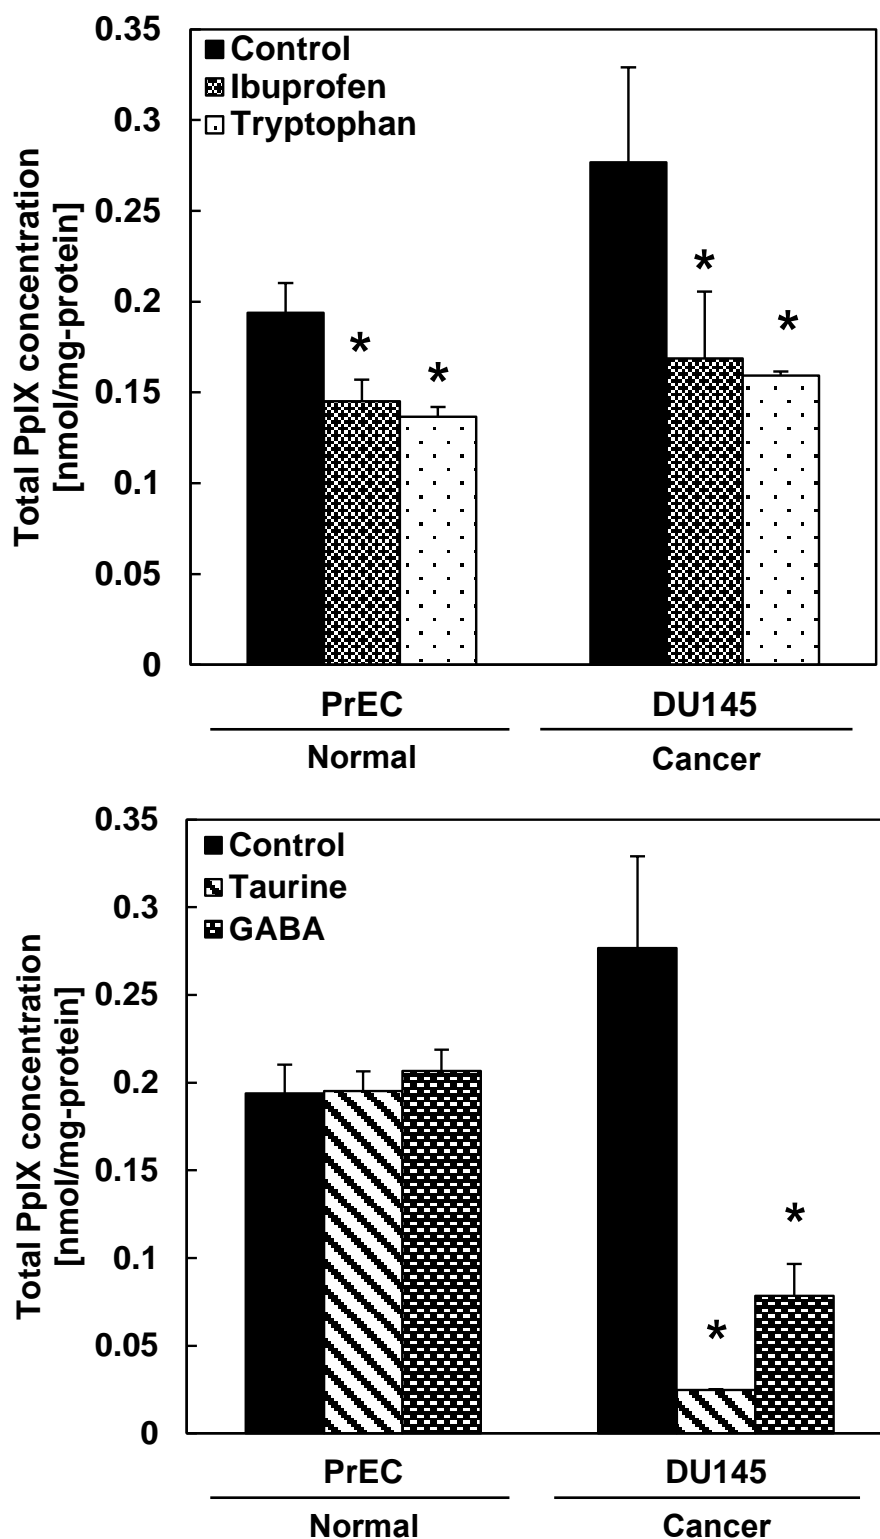 Total PpIX concentration
[nmol/mg-protein]
0.35
0.3
0.25
0.2
0.15
0.1
0.05
0
Control
Ibuprofen
Tryptophan
*
*
*
*
PrEC
DU145
Normal
Cancer
Total PpIX concentration
[nmol/mg-protein]
0.35
0.3
0.25
0.2
0.15
0.1
0.05
0
Control
Taurine
GABA
*
*
PrEC
DU145
Normal
Cancer